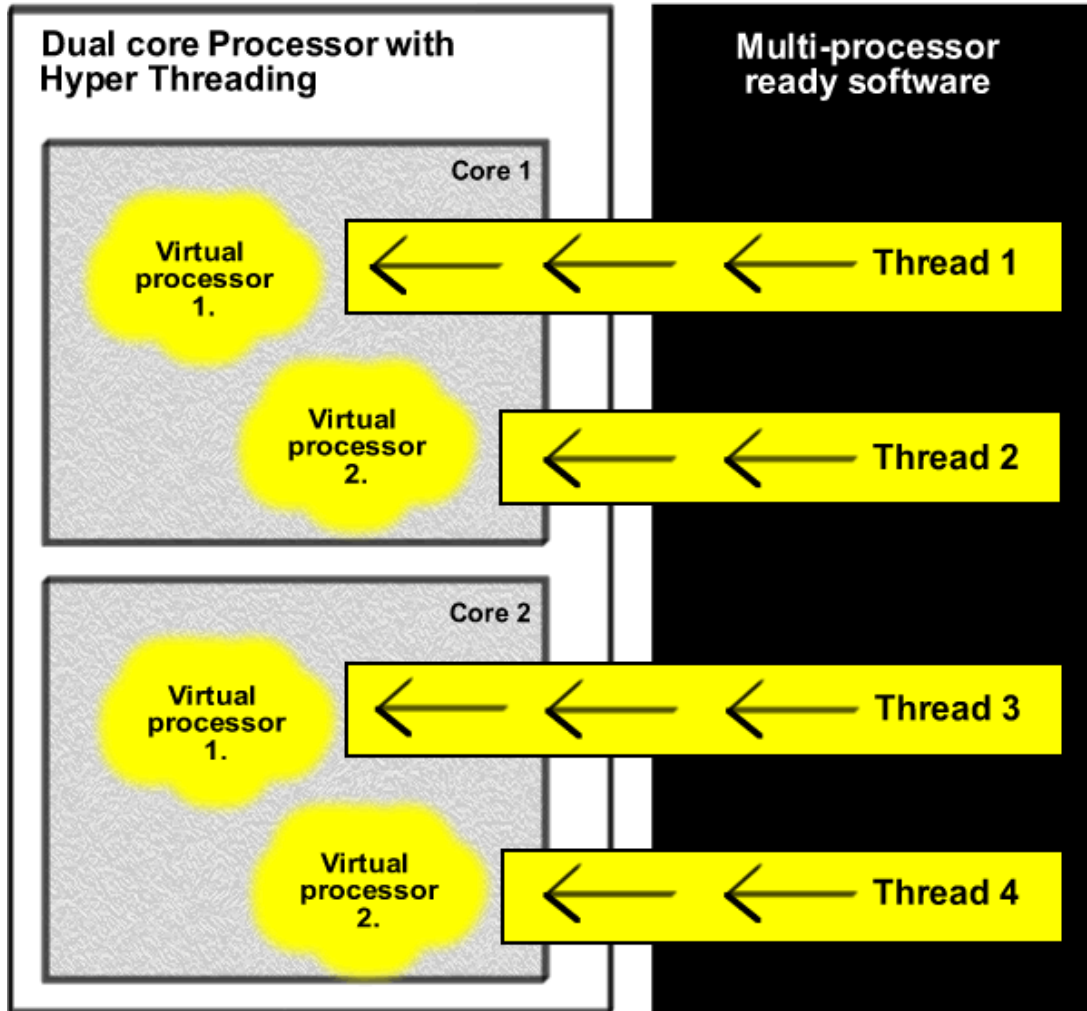 Dual core Processor with
Hyper Threading
Multi-processor
ready software
Core 1
Virtual
processor
1.
Thread 1
Virtual
processor
2.
Thread 2
Core 2
Virtual
processor
1.
Thread 3
Virtual
processor
2.
Thread 4